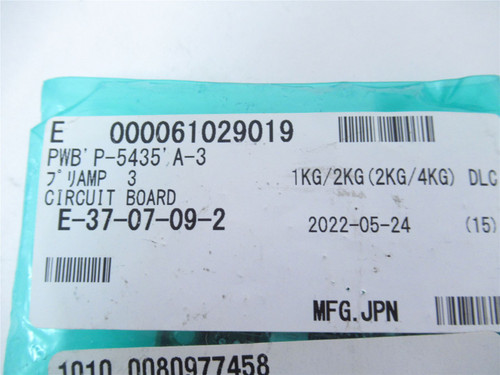 E 000061029019
PWB'P-5435'A-3
プリAMP 3 1KG/2KG(2KG/4KG) DLC
CIRCUIT BOARD
E-37-07-09-2 2022-05-24 (15)
MFG.JPN
1010 0080977458